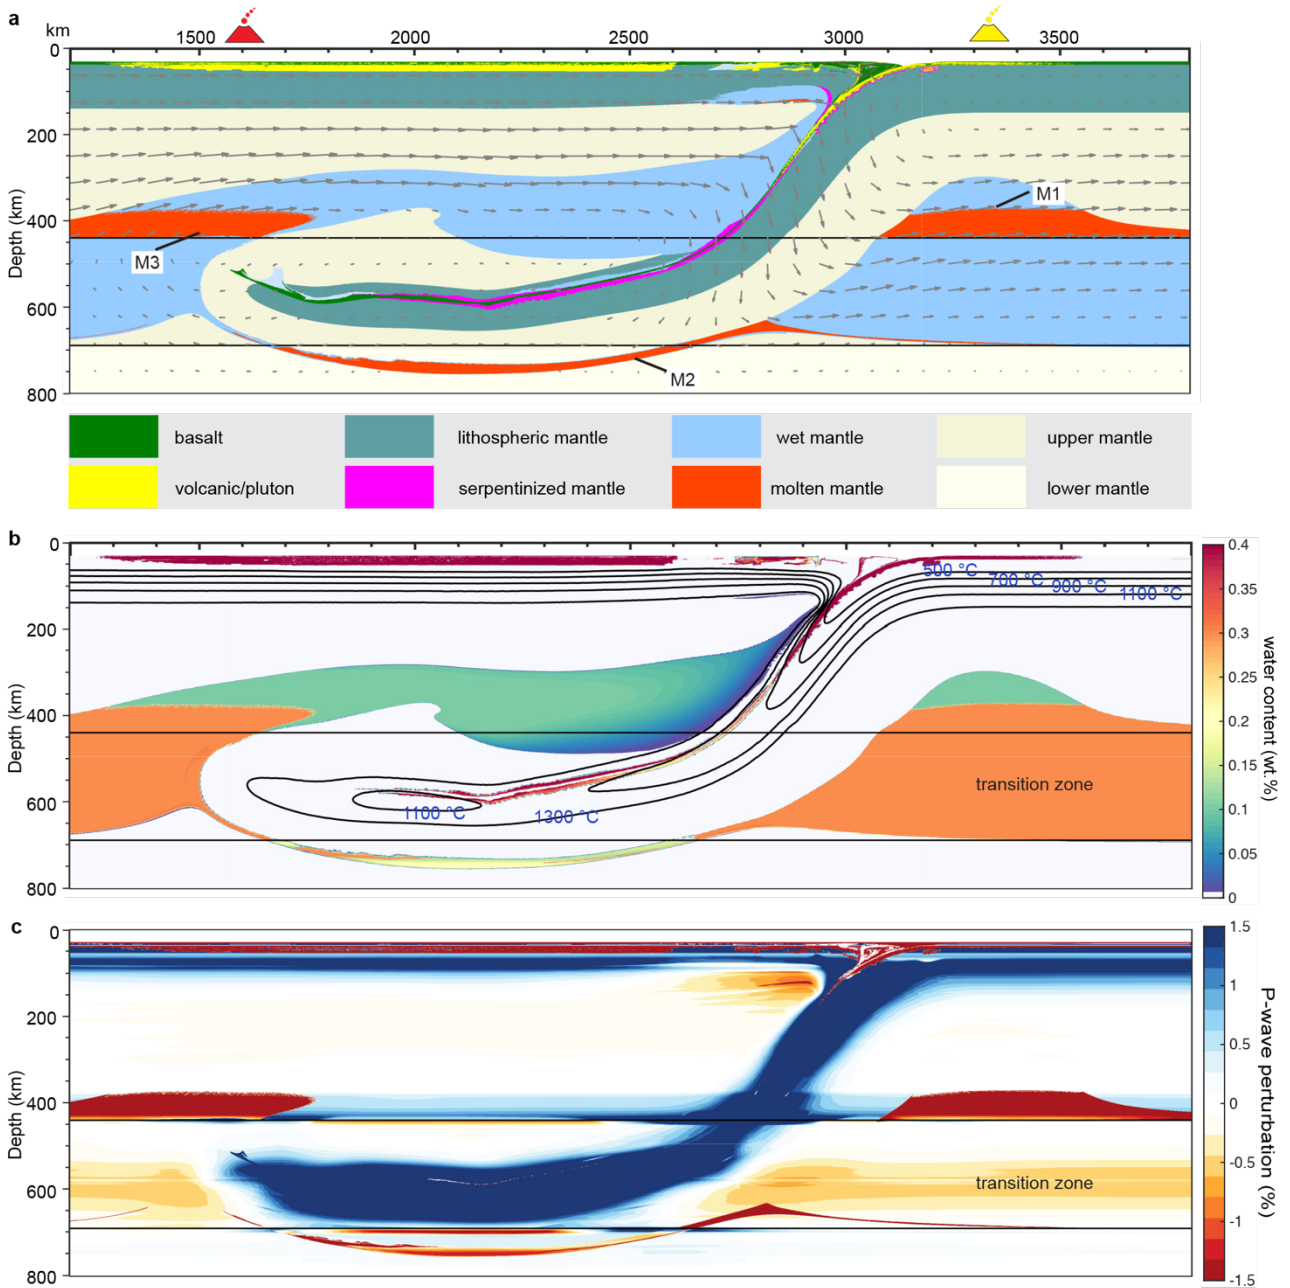 a
km
1500 2000 2500 3000 3500
0
200
400
600
800
Depth (km)
M1
M3
M2
basalt lithospheric mantle wet mantle upper mantle
volcanic/pluton serpentinized mantle molten mantle lower mantle
b
0
200
400
600
800
Depth (km)
500 °C 700 °C 900 °C 1100 °C
transition zone
1100 °C 1300 °C
0.4
0.35
0.3
0.25
0.2
0.15
0.1
0.05
0
water content (wt.%)
c
0
200
400
600
800
Depth (km)
transition zone
1.5
1
0.5
0
-0.5
-1
-1.5
P-wave perturbation (%)